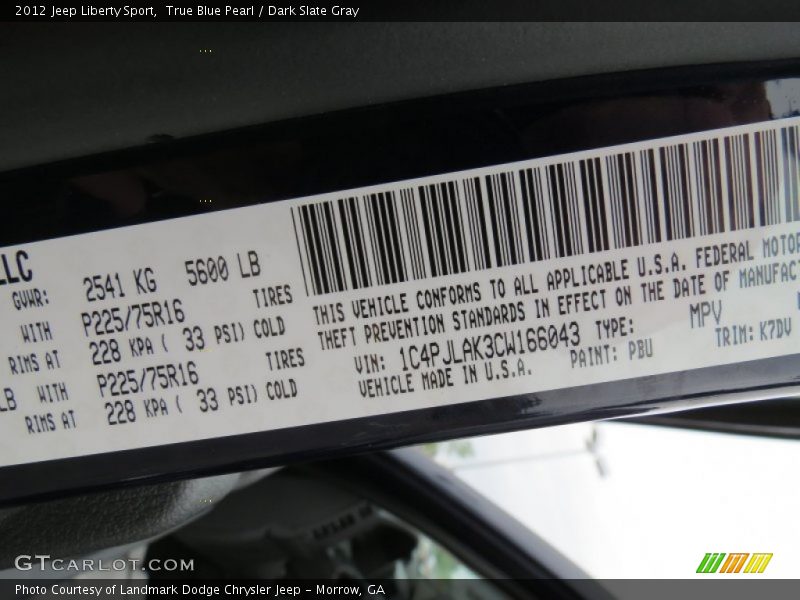 2012 Jeep Liberty Sport,  True Blue Pearl / Dark Slate Gray
LLC
GVWR: 2541 KG 5600 LB
WITH P225/75R16 TIRES
RIMS AT 228 KPA ( 33 PSI) COLD
LB WITH P225/75R16 TIRES
RIMS AT 228 KPA ( 33 PSI) COLD
THIS VEHICLE CONFORMS TO ALL APPLICABLE U.S.A. FEDERAL MOTOR
THEFT PREVENTION STANDARDS IN EFFECT ON THE DATE OF MANUFACT
VIN: 1C4PJLAK3CW166043 TYPE: MPV
VEHICLE MADE IN U.S.A. PAINT: PBU TRIM: K7DV
GTCARLOT.COM
Photo Courtesy of Landmark Dodge Chrysler Jeep - Morrow, GA